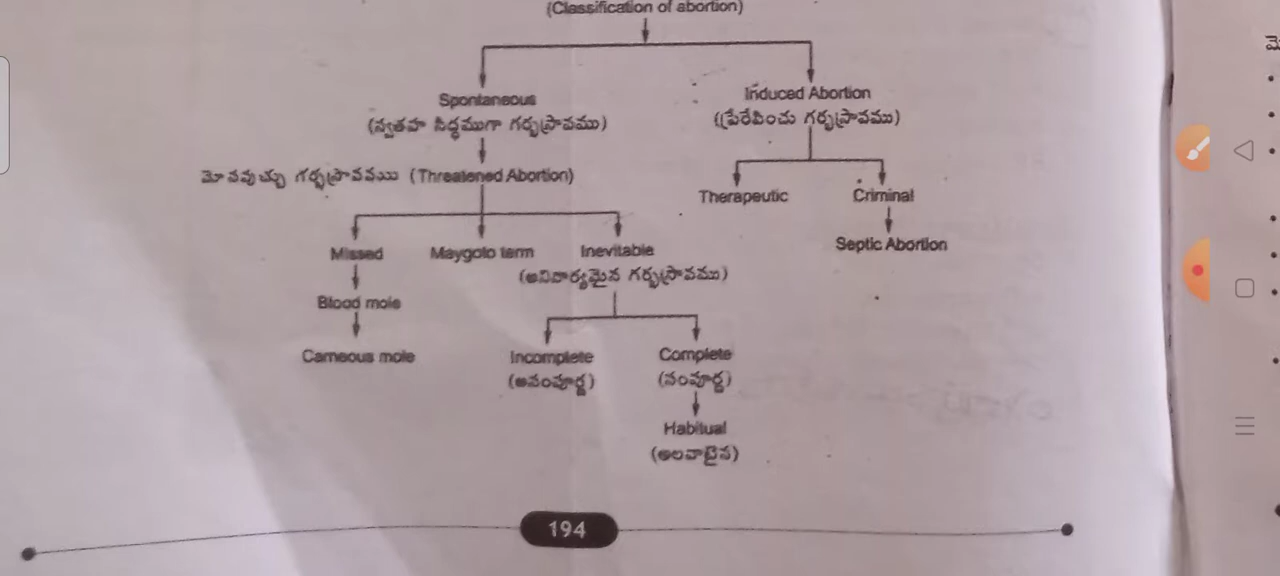 (Classification of abortion)
Spontaneous
(స్వతహ సిద్ధముగా గర్భస్రావము)
Induced Abortion
(ప్రేరేపించు గర్భస్రావము)
గర్భస్రావము (Threatened Abortion)
Therapeutic
Criminal
Septic Abortion
Missed
Maygoto term
Inevitable
(అనివార్యమైన గర్భస్రావము)
Blood mole
Carneous mole
Incomplete
(అసంపూర్ణ)
Complete
(సంపూర్ణ)
Habitual
(అలవాటైన)
194